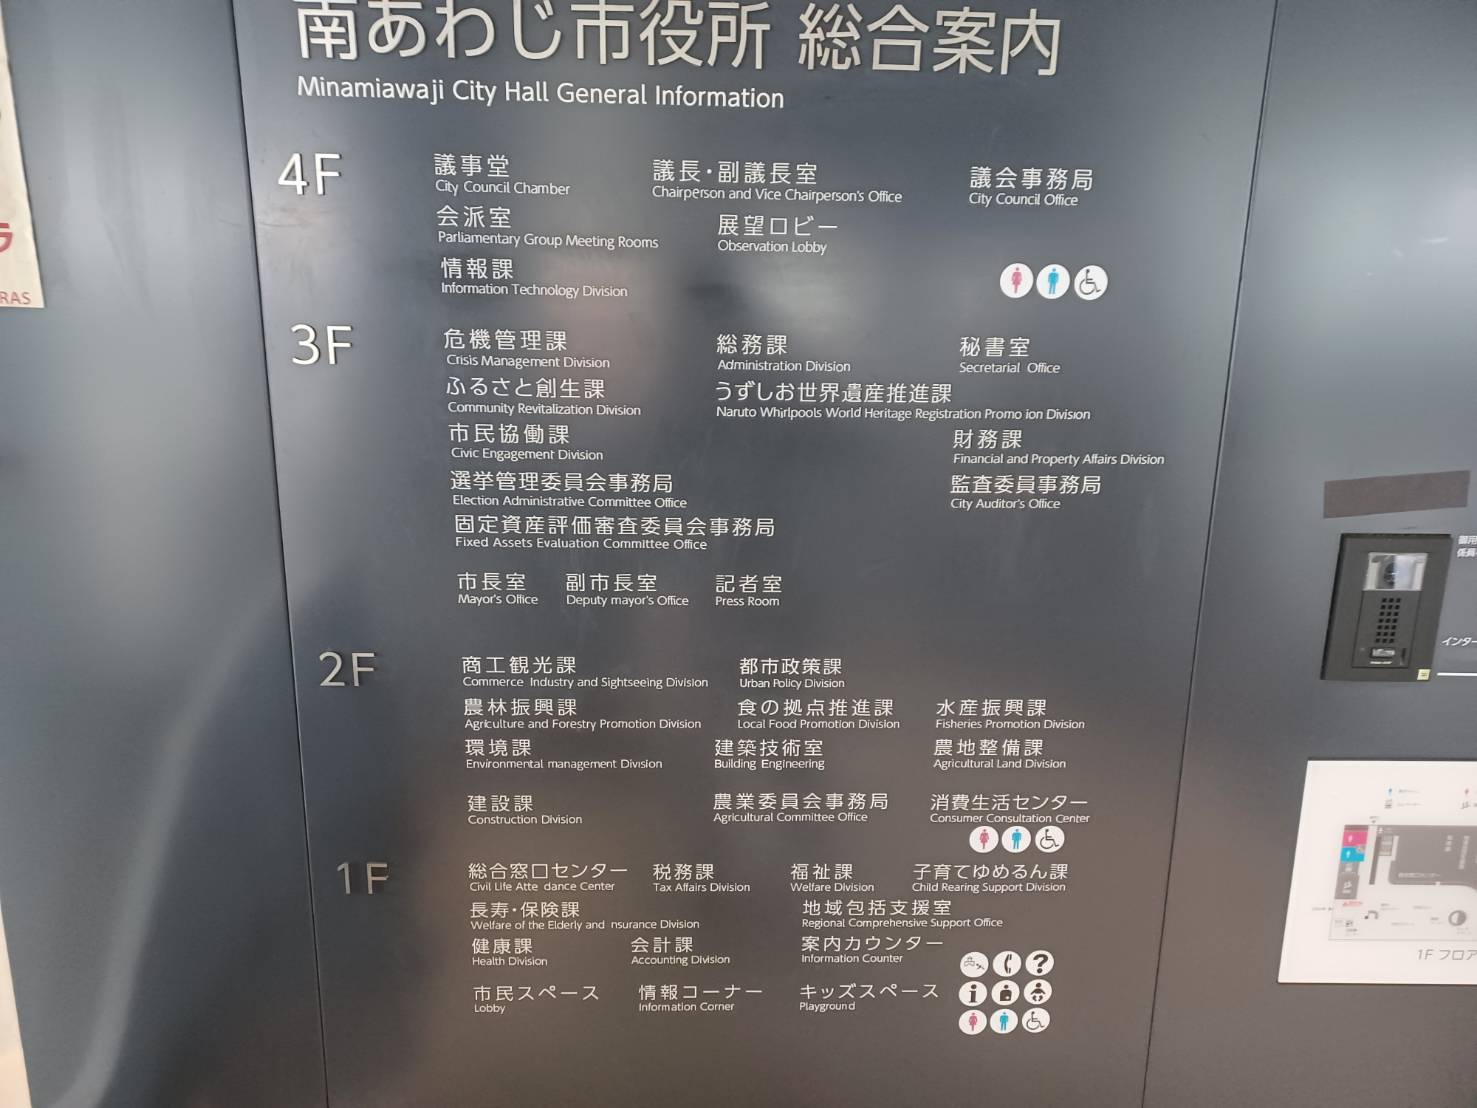 南あわじ市役所 総合案内
Minamiawaji City Hall General Information
4F
議事堂
City Council Chamber
議長・副議長室
Chairperson and Vice Chairperson's Office
議会事務局
City Council Office
会派室
Parliamentary Group Meeting Rooms
展望ロビー
Observation Lobby
情報課
Information Technology Division
3F
危機管理課
Crisis Management Division
総務課
Administration Division
秘書室
Secretarial Office
ふるさと創生課
Community Revitalization Division
うずしお世界遺産推進課
Naruto Whirlpools World Heritage Registration Promo ion Division
市民協働課
Civic Engagement Division
財務課
Financial and Property Affairs Division
選挙管理委員会事務局
Election Administrative Committee Office
監査委員事務局
City Auditor's Office
固定資産評価審査委員会事務局
Fixed Assets Evaluation Committee Office
市長室
Mayor's Office
副市長室
Deputy mayor's Office
記者室
Press Room
2F
商工観光課
Commerce Industry and Sightseeing Division
都市政策課
Urban Policy Division
農林振興課
Agriculture and Forestry Promotion Division
食の拠点推進課
Local Food Promotion Division
水産振興課
Fisheries Promotion Division
環境課
Environmental management Division
建築技術室
Building Engineering
農地整備課
Agricultural Land Division
建設課
Construction Division
農業委員会事務局
Agricultural Committee Office
消費生活センター
Consumer Consultation Center
1F
総合窓口センター
Civil Life Atte dance Center
税務課
Tax Affairs Division
福祉課
Welfare Division
子育てゆめるん課
Child Rearing Support Division
長寿・保険課
Welfare of the Elderly and nsurance Division
地域包括支援室
Regional Comprehensive Support Office
健康課
Health Division
会計課
Accounting Division
案内カウンター
Information Counter
市民スペース
Lobby
情報コーナー
Information Corner
キッズスペース
Playground
ラ
RAS
御用
係員
インター
1F フロア